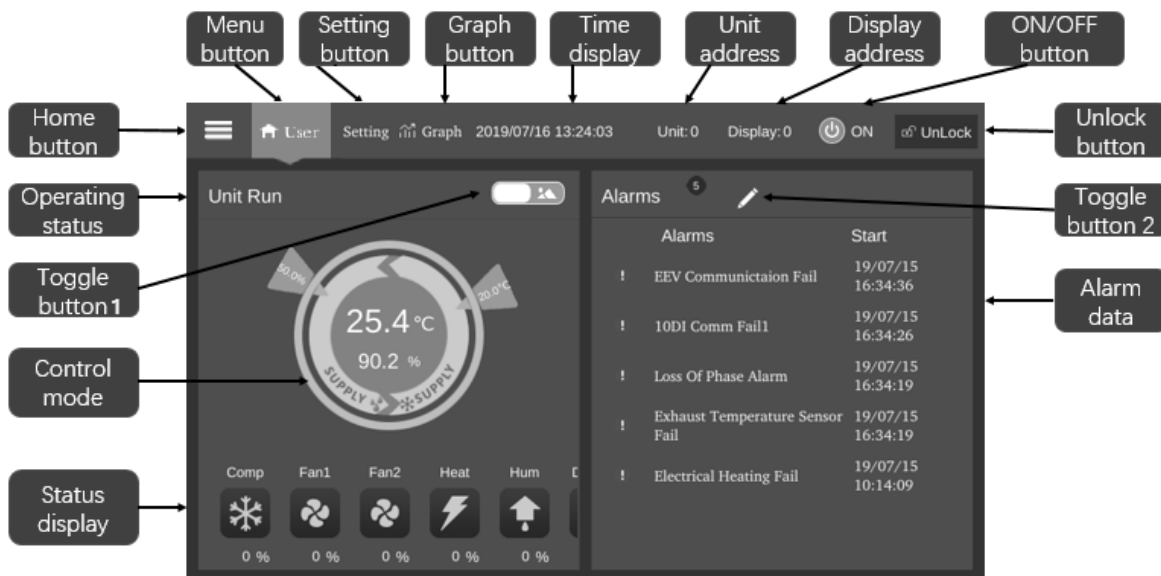 Menu
button
Setting
button
Graph
button
Time
display
Unit
address
Display
address
ON/OFF
button
Home
button
Operating
status
Toggle
button1
Control
mode
Status
display
User
Setting
Graph
2019/07/16 13:24:03
Unit:0
Display:0
ON
UnLock
Unit Run
50.0%
20.0°C
25.4 °C
90.2 %
SUPPLY
SUPPLY
Comp
Fan1
Fan2
Heat
Hum
D
0 %
0 %
0 %
0 %
0 %
Alarms
5
Alarms
Start
! EEV Communictaion Fail
19/07/15
16:34:36
! 10DI Comm Fail1
19/07/15
16:34:26
! Loss Of Phase Alarm
19/07/15
16:34:19
! Exhaust Temperature Sensor
Fail
19/07/15
16:34:19
! Electrical Heating Fail
19/07/15
10:14:09
Unlock
button
Toggle
button 2
Alarm
data